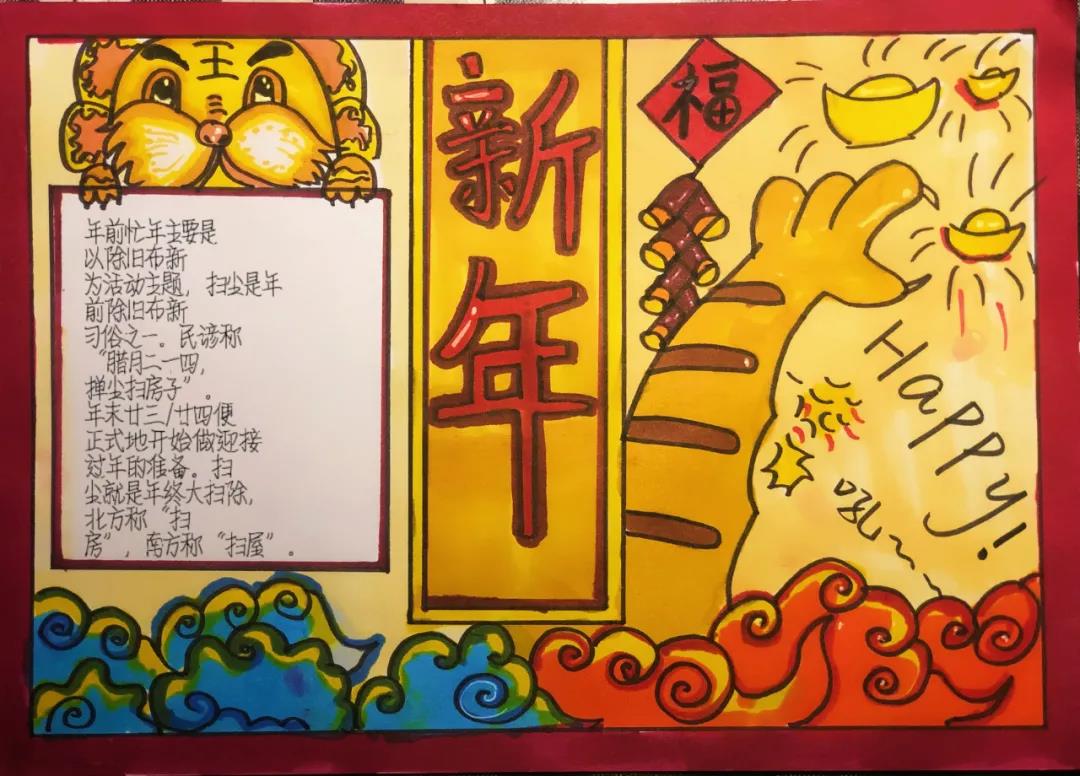 王
年前忙年主要是
以除旧布新
为活动主题，扫尘是年
前除旧布新
习俗之一。民谚称
“腊月二一四，
掸尘扫房子”。
年末廿三/廿四便
正式地开始做迎接
过年的准备。扫
尘就是年终大扫除，
北方称“扫
房”，南方称“扫屋”。
新年
福
Happy!
吼~~